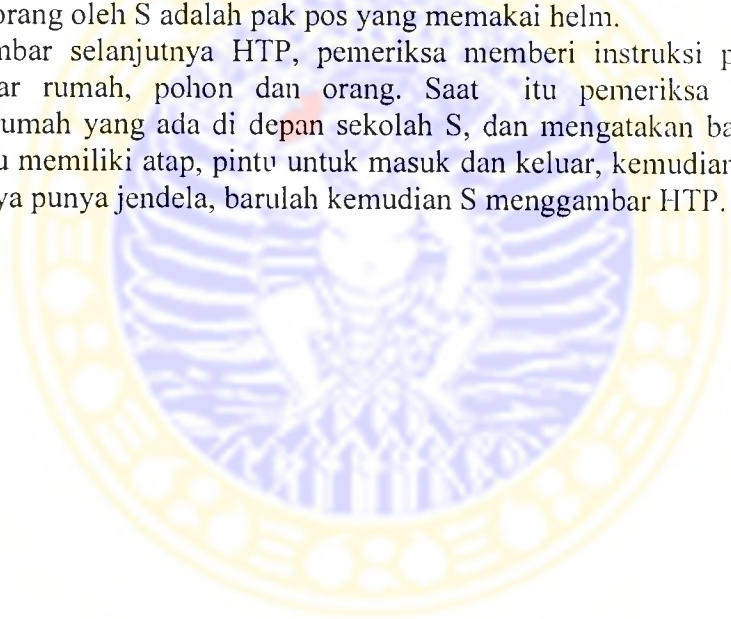 orang oleh S adalah pak pos yang memakai helm.
mbar selanjutnya HTP, pemeriksa memberi instruksi p
ar rumah, pohon dan orang. Saat itu pemeriksa
rumah yang ada di depan sekolah S, dan mengatakan ba
u memiliki atap, pintu untuk masuk dan keluar, kemudian
ya punya jendela, barulah kemudian S menggambar HTP.